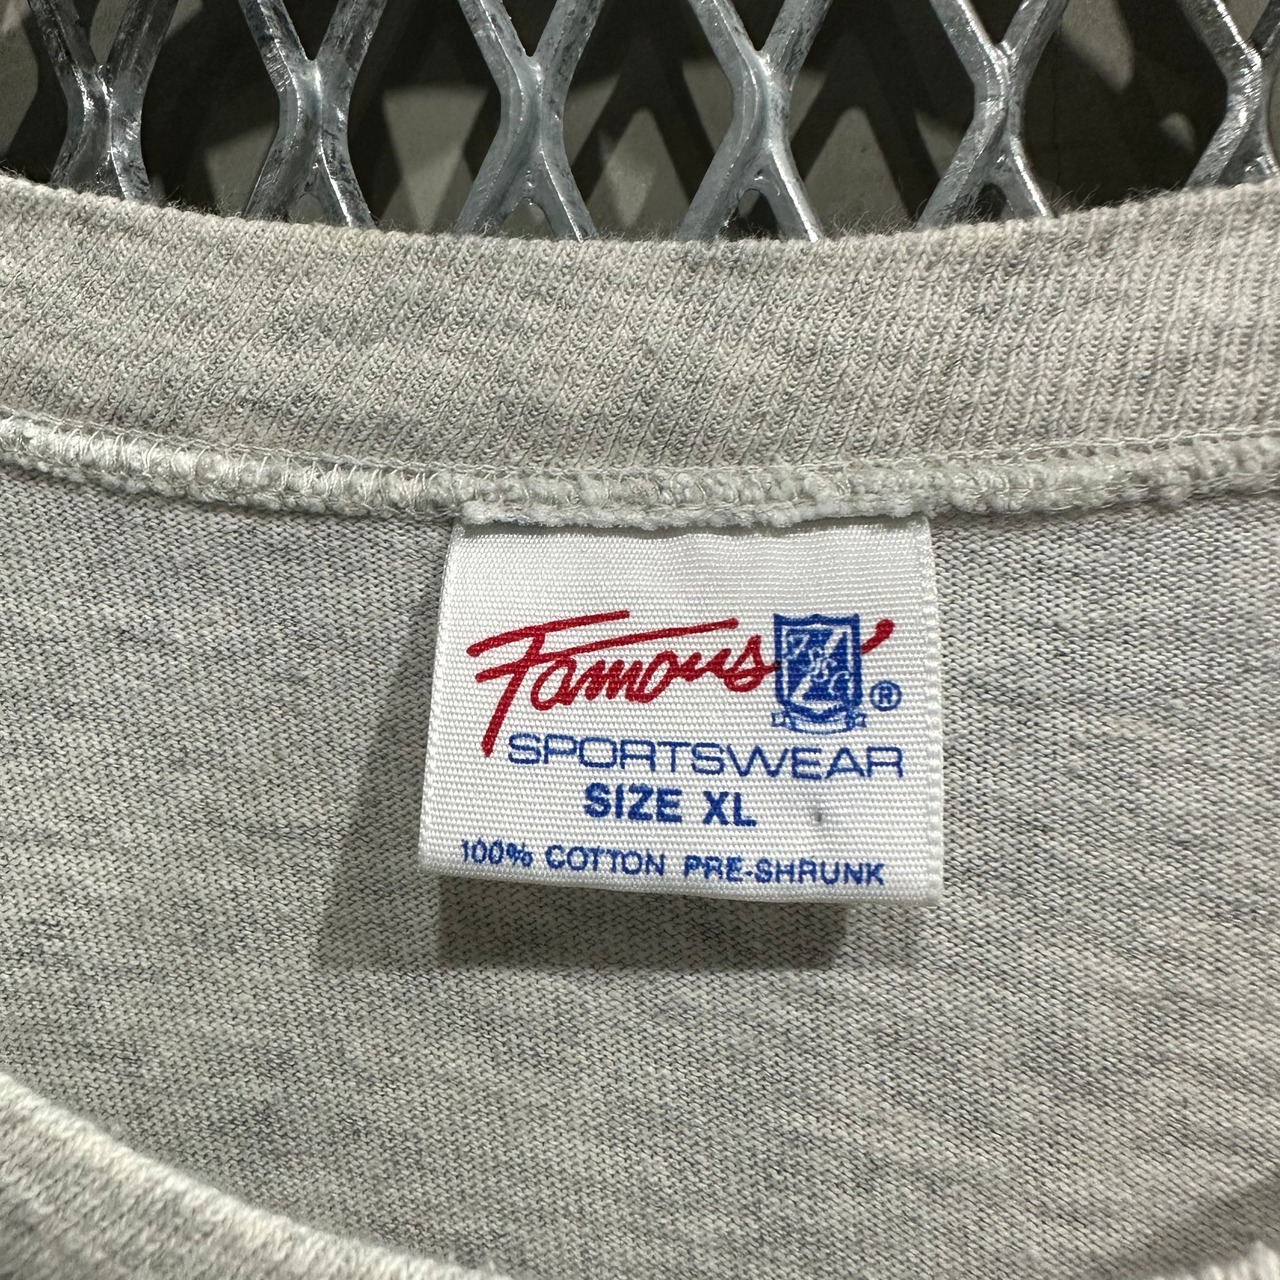 Famous
®
SPORTSWEAR
SIZE XL
100% COTTON PRE-SHRUNK